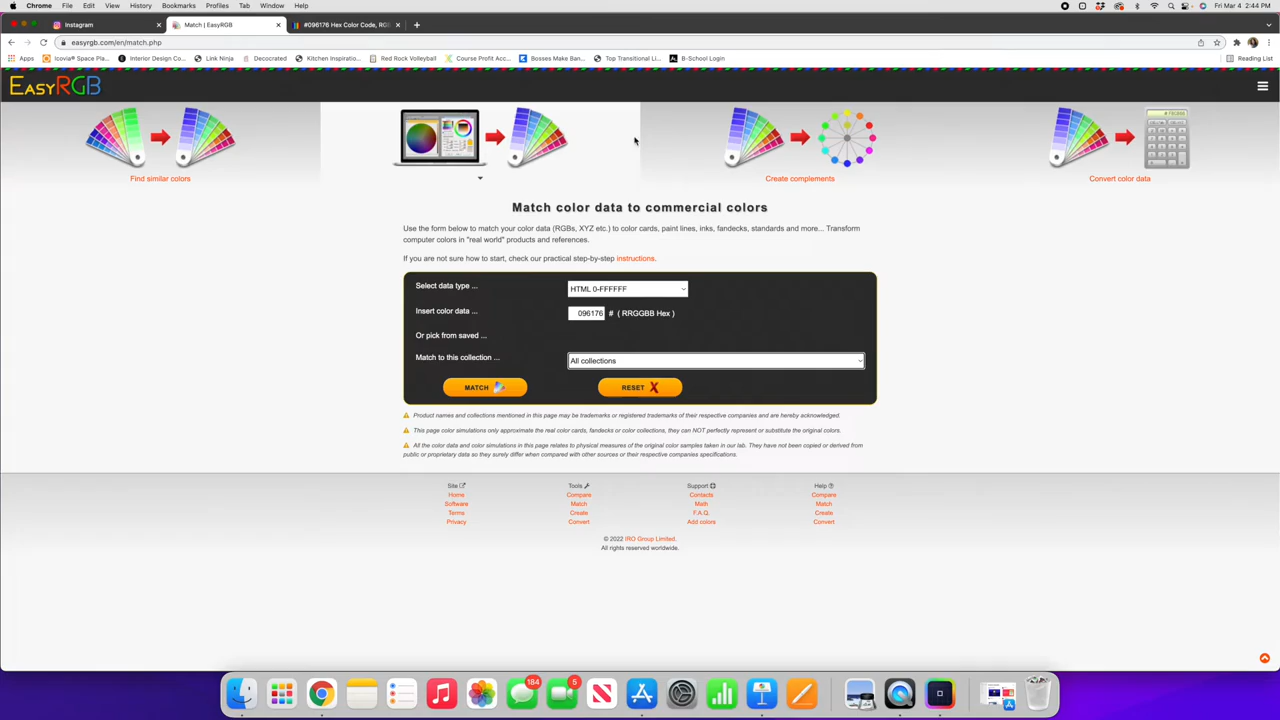 Chrome File Edit View History Bookmarks Profiles Tab Window Help Fri Mar 4 2:44 PM
Instagram Match | EasyRGB #096176 Hex Color Code, RG
easyrgb.com/en/match.php
Apps Icovia® Space Pla... Interior Design Co... Link Ninja Decocrated Kitchen Inspiratio... Red Rock Volleyball Course Profit Acc... Bosses Make Ban... Top Transitional Li... B-School Login Reading List
EASYRGB
Find similar colors Create complements Convert color data
Match color data to commercial colors
Use the form below to match your color data (RGBs, XYZ etc.) to color cards, paint lines, inks, fandecks, standards and more... Transform
computer colors in "real world" products and references.
If you are not sure how to start, check our practical step-by-step instructions.
Select data type ... HTML 0-FFFFFF
Insert color data ... 096176 # ( RRGGBB Hex )
Or pick from saved ...
Match to this collection ... All collections
MATCH RESET
Product names and collections mentioned in this page may be trademarks or registered trademarks of their respective companies and are hereby acknowledged.
This page color simulations only approximate the real color cards, fandecks or color collections, they can NOT perfectly represent or substitute the original colors.
All the color data and color simulations in this page relates to physical measures of the original color samples taken in our lab. They have not been copied or derived from
public or proprietary data so they surely differ when compared with other sources or their respective companies specifications.
Site Tools Support Help
Home Compare Contacts Compare
Software Match Math Match
Terms Create F.A.Q. Create
Privacy Convert Add colors Convert
© 2022 IRO Group Limited.
All rights reserved worldwide.
184 5